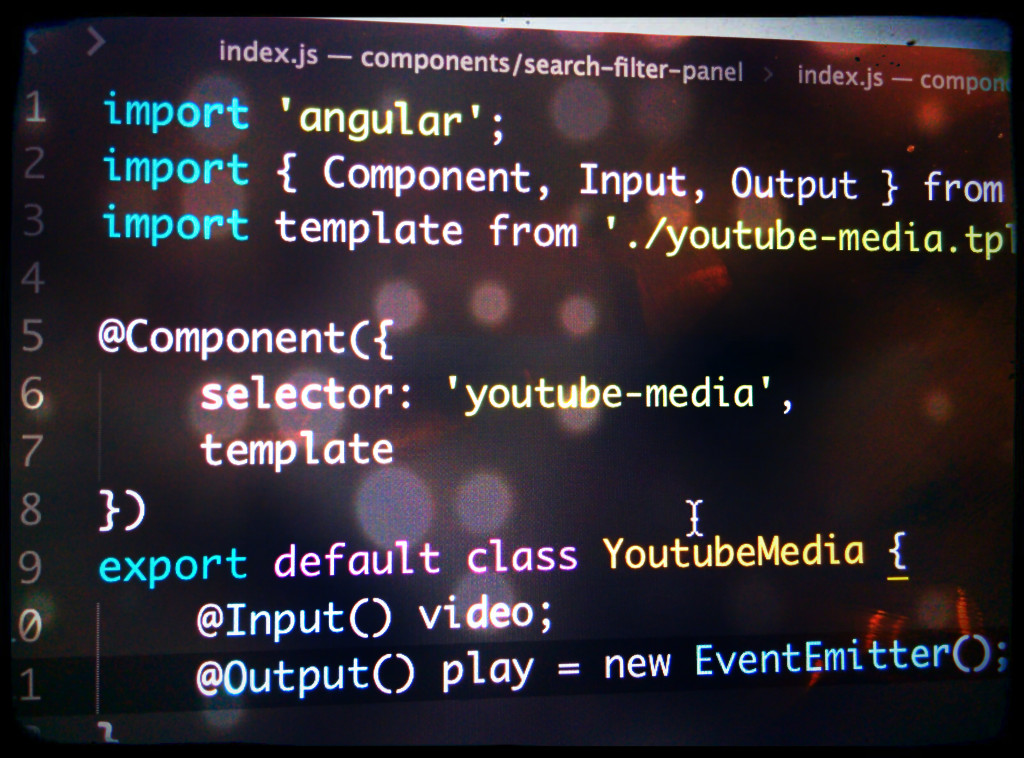 index.js — components/search-filter-panel > index.js —
1 import 'angular';
2 import { Component, Input, Output } from
3 import template from './youtube-media.tpl
4
5 @Component({
6 selector: 'youtube-media',
7 template
8 })
9 export default class YoutubeMedia {
0 @Input() video;
1 @Output() play = new EventEmitter();
}